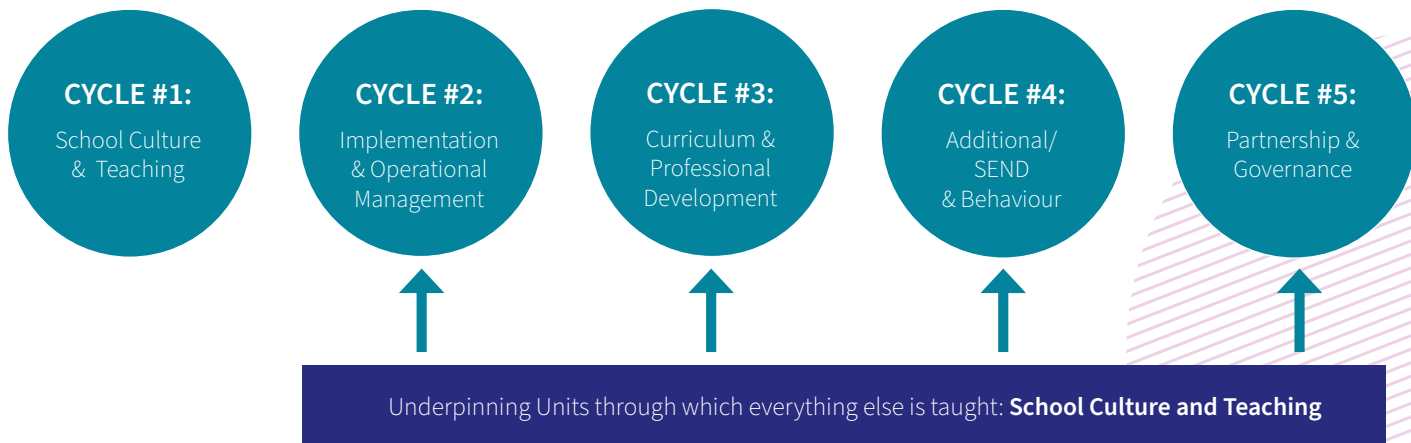 CYCLE #1:
School Culture
& Teaching
CYCLE #2:
Implementation
& Operational
Management
CYCLE #3:
Curriculum &
Professional
Development
CYCLE #4:
Additional/
SEND
& Behaviour
CYCLE #5:
Partnership &
Governance
Underpinning Units through which everything else is taught: School Culture and Teaching